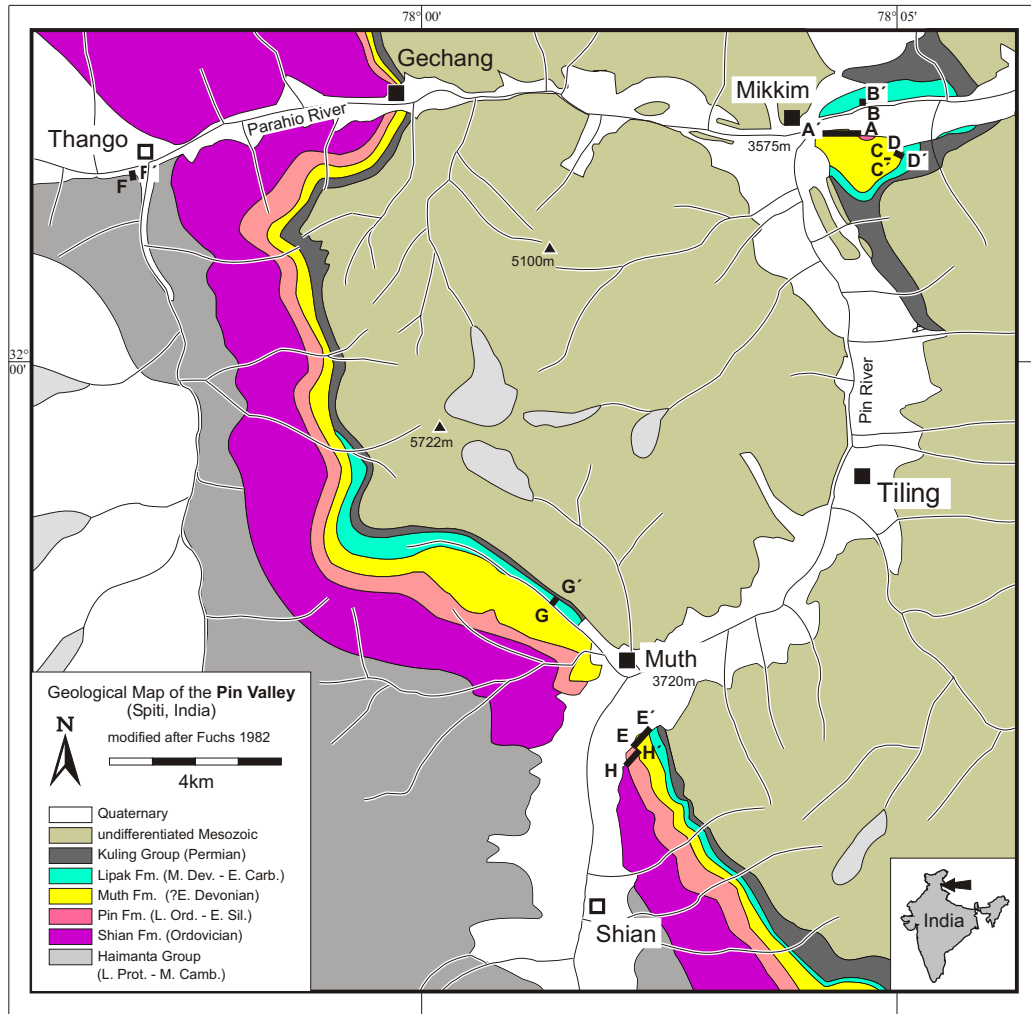 78° 00'
78° 05'
Gechang
Mikkim
B´
B
Parahio River
A´
A
Thango
3575m
D
C
D´
C´
F´
F
5100m
32°
00'
Pin River
5722m
Tiling
G´
G
Muth
3720m
E´
E
H´
H
Shian
Geological Map of the Pin Valley
(Spiti, India)
N
modified after Fuchs 1982
4km
Quaternary
undifferentiated Mesozoic
Kuling Group (Permian)
Lipak Fm. (M. Dev. - E. Carb.)
Muth Fm. (?E. Devonian)
Pin Fm. (L. Ord. - E. Sil.)
Shian Fm. (Ordovician)
Haimanta Group
(L. Prot. - M. Camb.)
India